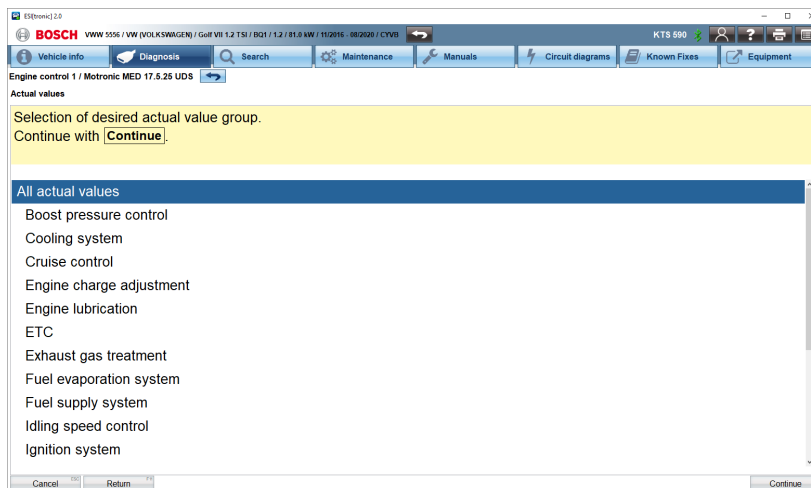 ESI[tronic] 2.0
BOSCH VWW 5556 / VW (VOLKSWAGEN) / Golf VII 1.2 TSI / BQ1 / 1.2 / 81.0 kW / 11/2016 - 08/2020 / CYVB KTS 590
Vehicle info Diagnosis Search Maintenance Manuals Circuit diagrams Known Fixes Equipment
Engine control 1 / Motronic MED 17.5.25 UDS
Actual values
Selection of desired actual value group.
Continue with Continue.
All actual values
Boost pressure control
Cooling system
Cruise control
Engine charge adjustment
Engine lubrication
ETC
Exhaust gas treatment
Fuel evaporation system
Fuel supply system
Idling speed control
Ignition system
Cancel Return Continue